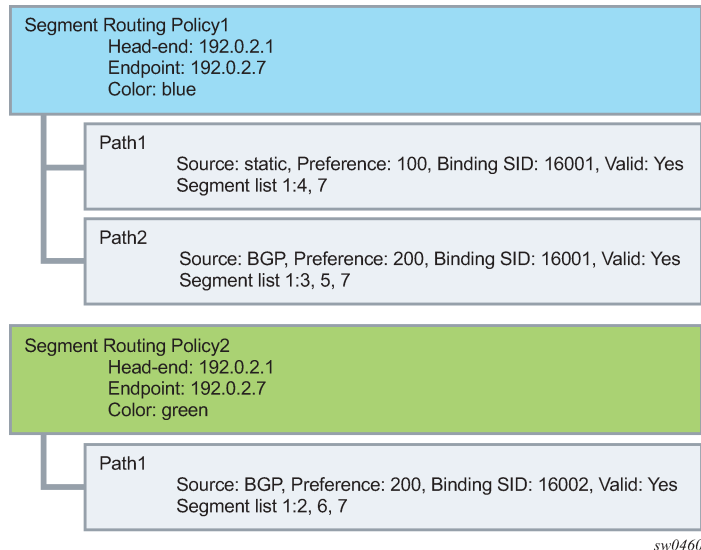 Segment Routing Policy1
Head-end: 192.0.2.1
Endpoint: 192.0.2.7
Color: blue
Path1
Source: static, Preference: 100, Binding SID: 16001, Valid: Yes
Segment list 1:4, 7
Path2
Source: BGP, Preference: 200, Binding SID: 16001, Valid: Yes
Segment list 1:3, 5, 7
Segment Routing Policy2
Head-end: 192.0.2.1
Endpoint: 192.0.2.7
Color: green
Path1
Source: BGP, Preference: 200, Binding SID: 16002, Valid: Yes
Segment list 1:2, 6, 7
sw0460